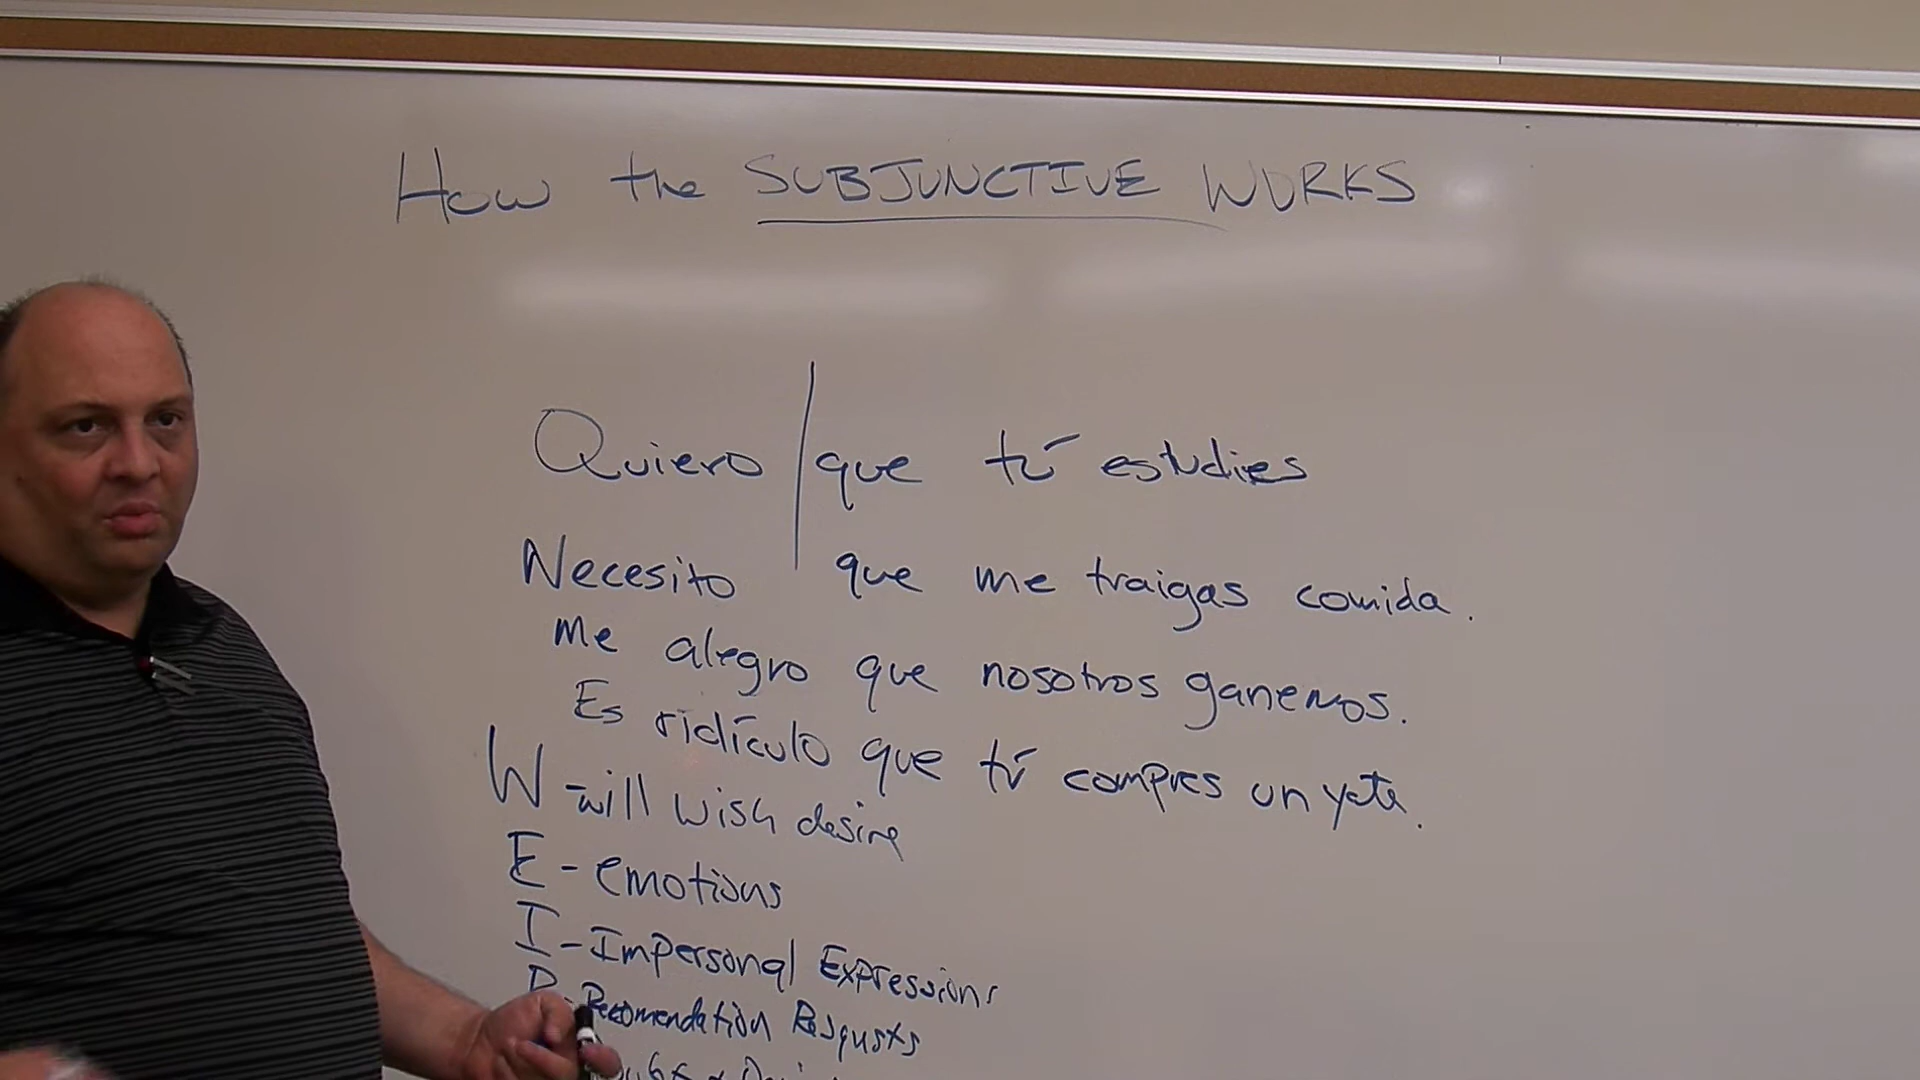 How the SUBJUNCTIVE WORKS
Quiero | que tú estudies
Necesito que me traigas comida.
Me alegro que nosotros ganemos.
Es ridículo que tú compres un yate.
W - will wish desire
E - emotions
I - Impersonal Expressions
R - Recomendation Requsts